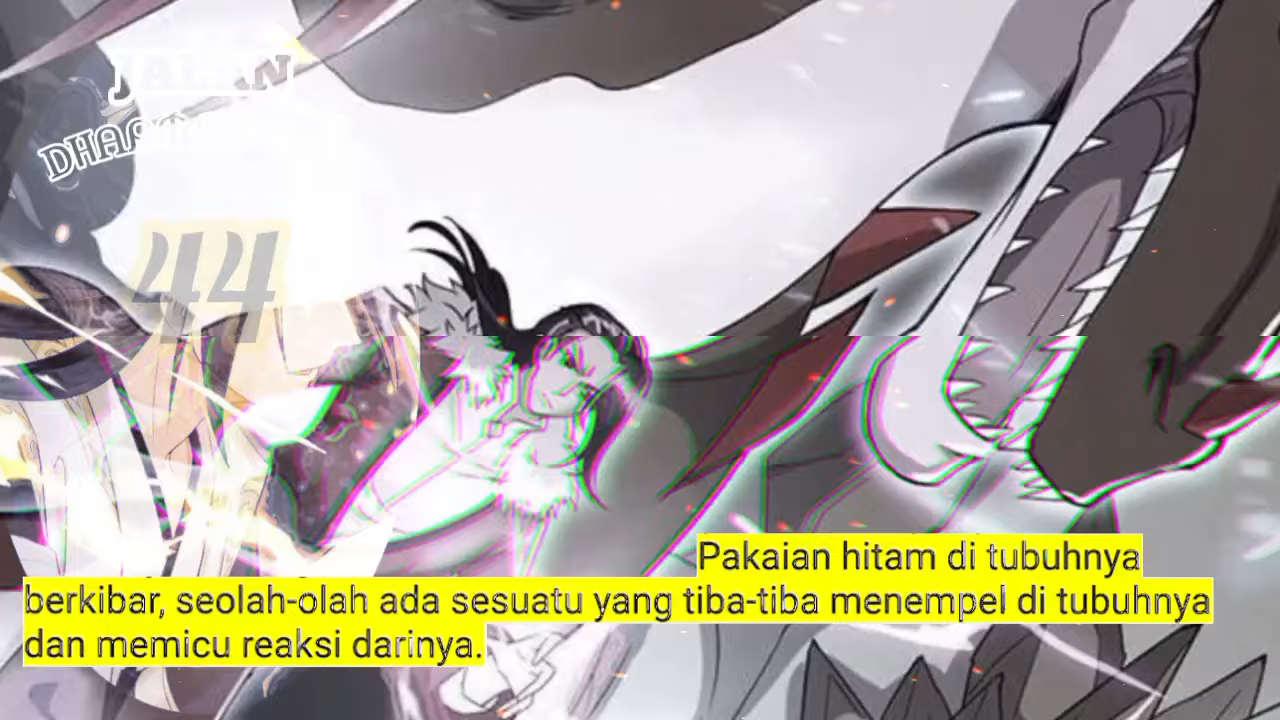 JALAN
44
Pakaian hitam di tubuhnya
berkibar, seolah-olah ada sesuatu yang tiba-tiba menempel di tubuhnya
dan memicu reaksi darinya.